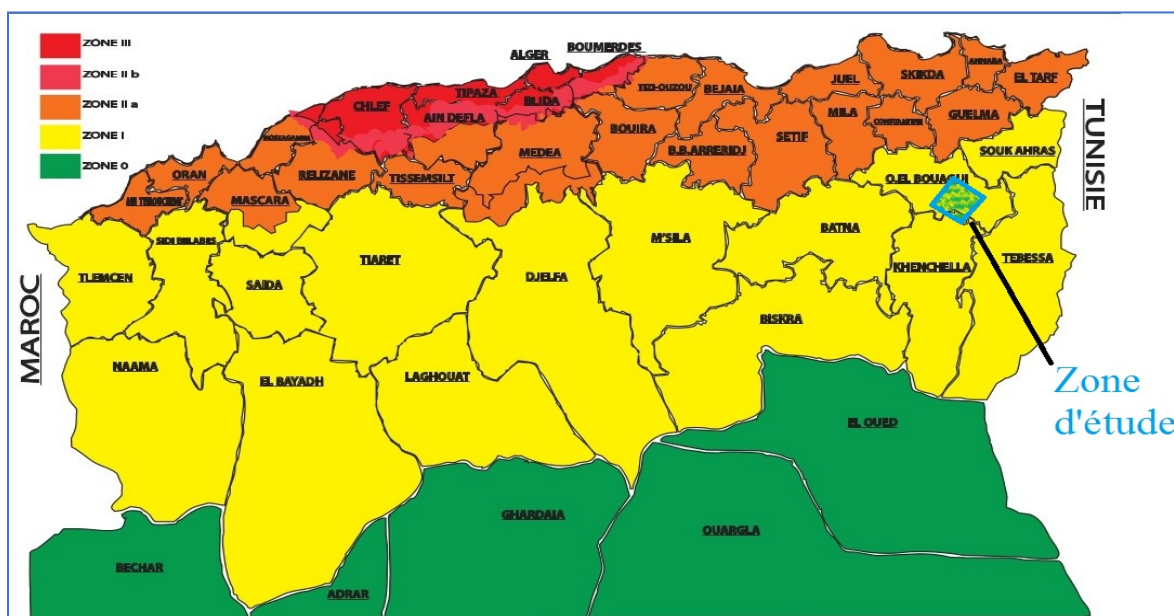 ZONE III
ZONE II b
ZONE II a
ZONE I
ZONE 0
ALGER
BOUMERDES
TIPAZA
CHLEF
BLIDA
AIN DEFLA
TIZI-OUZOU
BEJAIA
JIJEL
SKIKDA
ANNABA
EL TARF
MOSTAGANEM
BOUIRA
MILA
CONSTANTINE
GUELMA
SETIF
B.B.ARRERIDJ
MEDEA
ORAN
RELIZANE
TISSEMSILT
AIN TEMOUCHENT
MASCARA
SOUK AHRAS
O.EL BOUAGUI
TUNISIE
SIDI BELABES
TLEMCEN
SAIDA
TIARET
DJELFA
M'SILA
BATNA
KHENCHELLA
TEBESSA
BISKRA
MAROC
NAAMA
EL BAYADH
LAGHOUAT
Zone
d'étude
EL OUED
GHARDAIA
OUARGLA
BECHAR
ADRAR